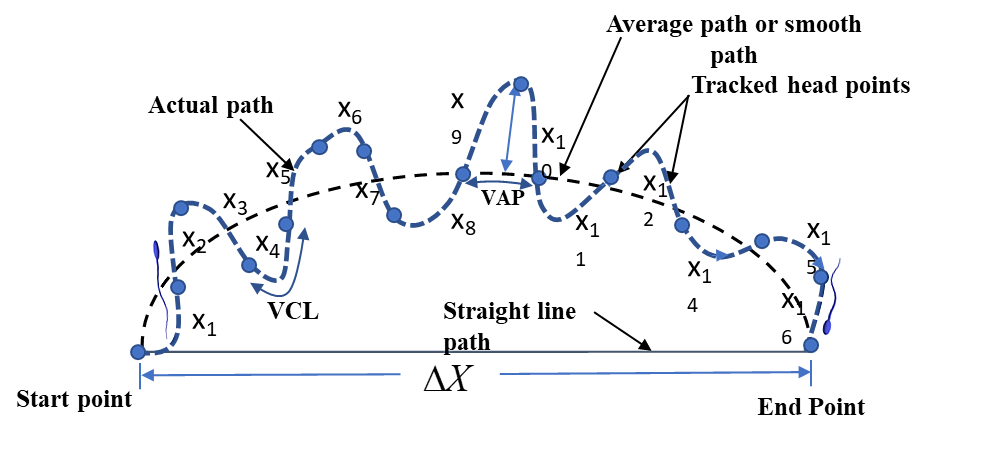 Average path or smooth
path
Tracked head points
Actual path
x6
x
9
x1
0
x5
x7
x3
x2
x4
x8
VAP
x1
2
x1
1
x1
5
x1
4
x1
6
x1
VCL
Straight line
path
ΔX
Start point
End Point